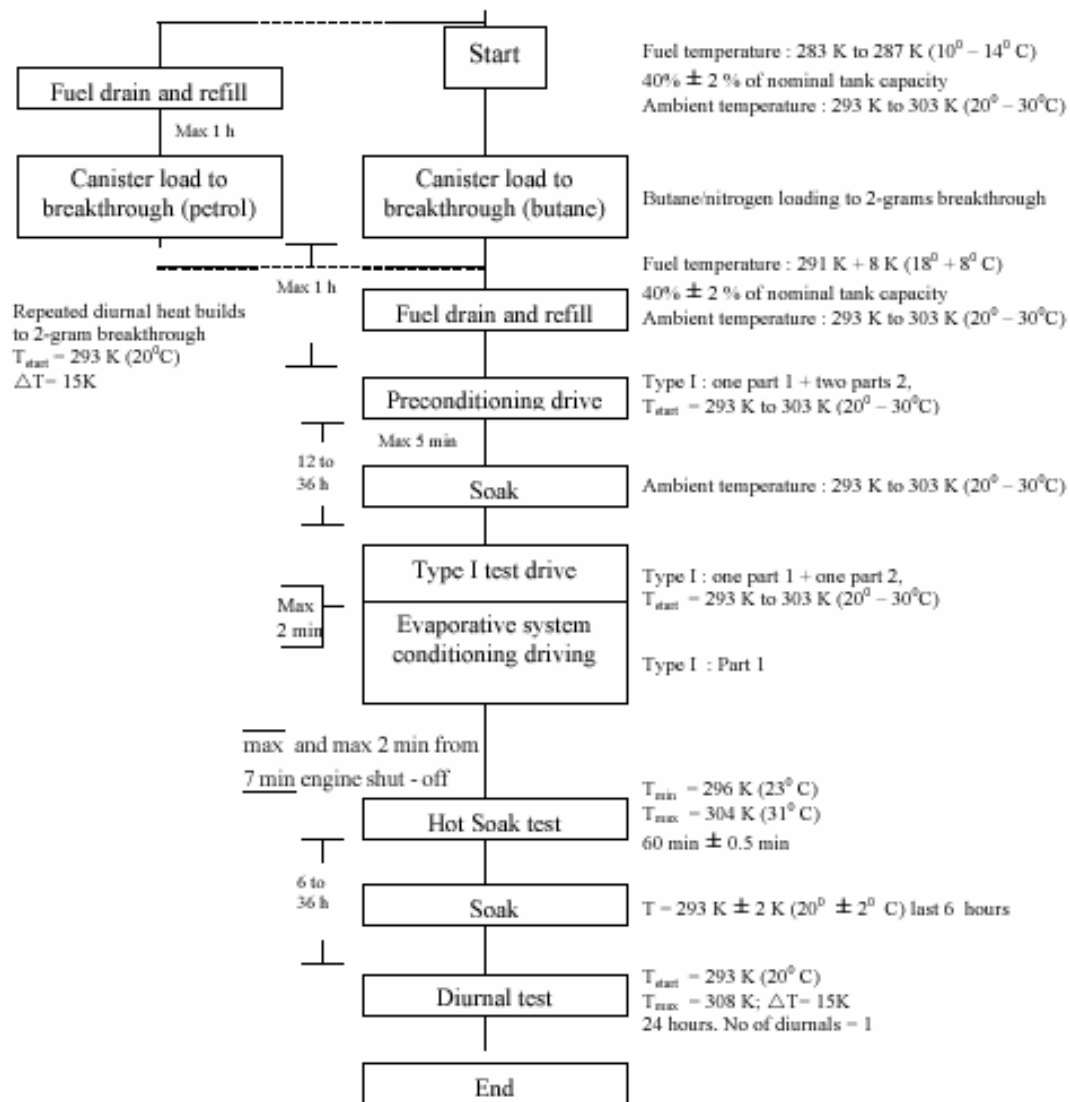 Start
Fuel temperature : 283 K to 287 K (10⁰ – 14⁰ C)
40% ± 2 % of nominal tank capacity
Ambient temperature : 293 K to 303 K (20⁰ – 30⁰C)
Fuel drain and refill
Max 1 h
Canister load to
breakthrough (petrol)
Canister load to
breakthrough (butane)
Butane/nitrogen loading to 2-grams breakthrough
Max 1 h
Fuel temperature : 291 K + 8 K (18⁰ + 8⁰ C)
40% ± 2 % of nominal tank capacity
Ambient temperature : 293 K to 303 K (20⁰ – 30⁰C)
Repeated diurnal heat builds
to 2-gram breakthrough
Tstart = 293 K (20⁰C)
△T= 15K
Fuel drain and refill
Preconditioning drive
Type I : one part 1 + two parts 2,
Tstart = 293 K to 303 K (20⁰ – 30⁰C)
Max 5 min
12 to
36 h
Soak
Ambient temperature : 293 K to 303 K (20⁰ – 30⁰C)
Type I test drive
Type I : one part 1 + one part 2,
Tstart = 293 K to 303 K (20⁰ – 30⁰C)
Max
2 min
Evaporative system
conditioning driving
Type I : Part 1
max and max 2 min from
7 min engine shut - off
Hot Soak test
Tmin = 296 K (23⁰ C)
Tmax = 304 K (31⁰ C)
60 min ± 0.5 min
6 to
36 h
Soak
T = 293 K ± 2 K (20⁰ ± 2⁰ C) last 6 hours
Diurnal test
Tstart = 293 K (20⁰ C)
Tmax = 308 K; △T= 15K
24 hours. No of diurnals = 1
End